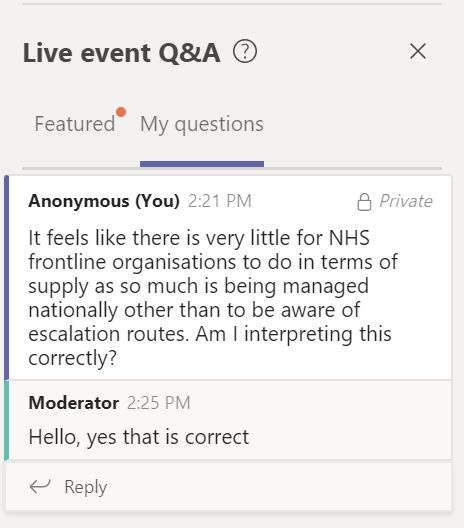 Live event Q&A ?
Featured My questions
Anonymous (You) 2:21 PM Private
It feels like there is very little for NHS
frontline organisations to do in terms of
supply as so much is being managed
nationally other than to be aware of
escalation routes. Am I interpreting this
correctly?
Moderator 2:25 PM
Hello, yes that is correct
Reply